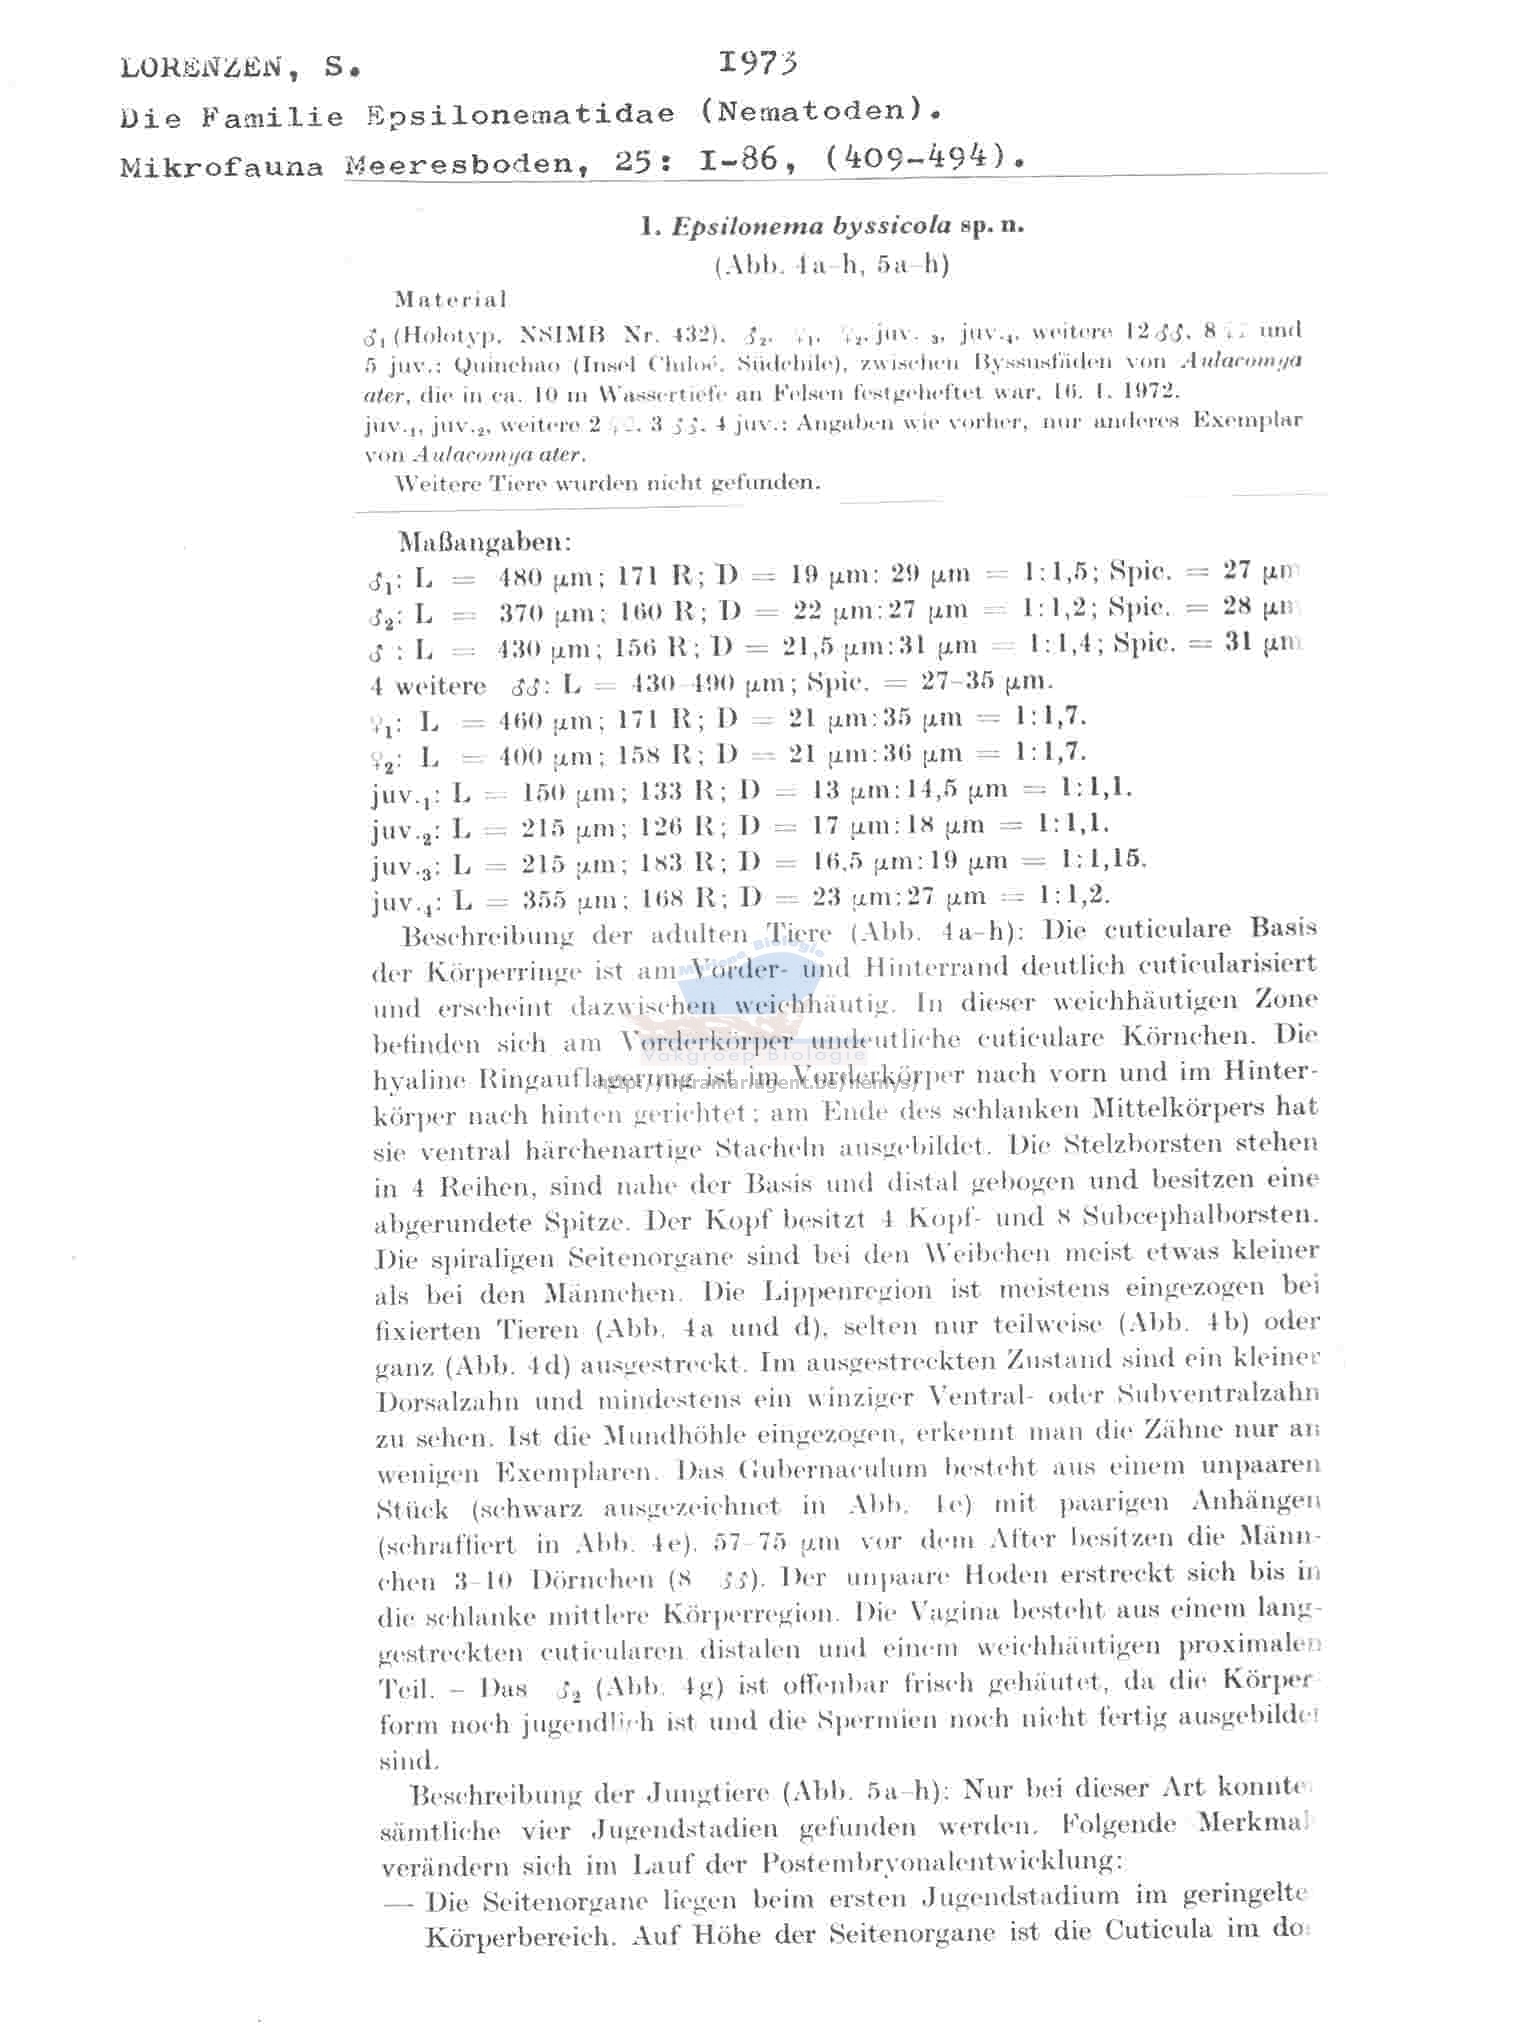 LORENZEN, S. 1973
Die Familie Epsilonematidae (Nematoden).
Mikrofauna Meeresboden, 25: I-86, (409-494).
1. Epsilonema byssicola sp. n.
(Abb. 4a-h, 5a-h)
Material
♂₁ (Holotyp, NSIMB Nr. 432), ♂₂, ♀₁, ♀₂, juv.₃, juv.₄, weitere 12 ♂♂, 8 ♀♀ und
5 juv.: Quinchao (Insel Chiloé, Südchile), zwischen Byssusfäden von Aulacomya
ater, die in ca. 10 m Wassertiefe an Felsen festgeheftet war, 16. 1. 1972.
juv.₁, juv.₂, weitere 2 ♀♀, 3 ♂♂, 4 juv.: Angaben wie vorher, nur anderes Exemplar
von Aulacomya ater.
Weitere Tiere wurden nicht gefunden.
Maßangaben:
♂₁: L = 480 µm; 171 R; D = 19 µm: 29 µm = 1:1,5; Spic. = 27 µm
♂₂: L = 370 µm; 160 R; D = 22 µm:27 µm = 1:1,2; Spic. = 28 µm
♂ : L = 430 µm; 156 R; D = 21,5 µm:31 µm = 1:1,4; Spic. = 31 µm
4 weitere ♂♂: L = 430-490 µm; Spic. = 27-35 µm.
♀₁: L = 460 µm; 171 R; D = 21 µm:35 µm = 1:1,7.
♀₂: L = 400 µm; 158 R; D = 21 µm:36 µm = 1:1,7.
juv.₁: L = 150 µm; 133 R; D = 13 µm:14,5 µm = 1:1,1.
juv.₂: L = 215 µm; 126 R; D = 17 µm:18 µm = 1:1,1.
juv.₃: L = 215 µm; 183 R; D = 16,5 µm:19 µm = 1:1,15.
juv.₄: L = 355 µm; 168 R; D = 23 µm:27 µm = 1:1,2.
Beschreibung der adulten Tiere (Abb. 4a-h): Die cuticulare Basis
der Körperringe ist am Vorder- und Hinterrand deutlich cuticularisiert
und erscheint dazwischen weichhäutig. In dieser weichhäutigen Zone
befinden sich am Vorderkörper undeutliche cuticulare Körnchen. Die
hyaline Ringauflagerung ist im Vorderkörper nach vorn und im Hinter-
körper nach hinten gerichtet; am Ende des schlanken Mittelkörpers hat
sie ventral härchenartige Stacheln ausgebildet. Die Stelzborsten stehen
in 4 Reihen, sind nahe der Basis und distal gebogen und besitzen eine
abgerundete Spitze. Der Kopf besitzt 4 Kopf- und 8 Subcephalborsten.
Die spiraligen Seitenorgane sind bei den Weibchen meist etwas kleiner
als bei den Männchen. Die Lippenregion ist meistens eingezogen bei
fixierten Tieren (Abb. 4a und d), selten nur teilweise (Abb. 4b) oder
ganz (Abb. 4d) ausgestreckt. Im ausgestreckten Zustand sind ein kleiner
Dorsalzahn und mindestens ein winziger Ventral- oder Subventralzahn
zu sehen. Ist die Mundhöhle eingezogen, erkennt man die Zähne nur an
wenigen Exemplaren. Das Gubernaculum besteht aus einem unpaaren
Stück (schwarz ausgezeichnet in Abb. 4e) mit paarigen Anhängen
(schraffiert in Abb. 4e). 57-75 µm vor dem After besitzen die Männ-
chen 3-10 Dörnchen (8 ♂♂). Der unpaare Hoden erstreckt sich bis in
die schlanke mittlere Körperregion. Die Vagina besteht aus einem lang-
gestreckten cuticularen distalen und einem weichhäutigen proximalen
Teil. – Das ♂₂ (Abb. 4g) ist offenbar frisch gehäutet, da die Körper
form noch jugendlich ist und die Spermien noch nicht fertig ausgebildet
sind.
Beschreibung der Jungtiere (Abb. 5a-h): Nur bei dieser Art konnte
sämtliche vier Jugendstadien gefunden werden. Folgende Merkmal
verändern sich im Lauf der Postembryonalentwicklung:
— Die Seitenorgane liegen beim ersten Jugendstadium im geringelte
Körperbereich. Auf Höhe der Seitenorgane ist die Cuticula im do
Mariene Biologie
Vakgroep Biologie